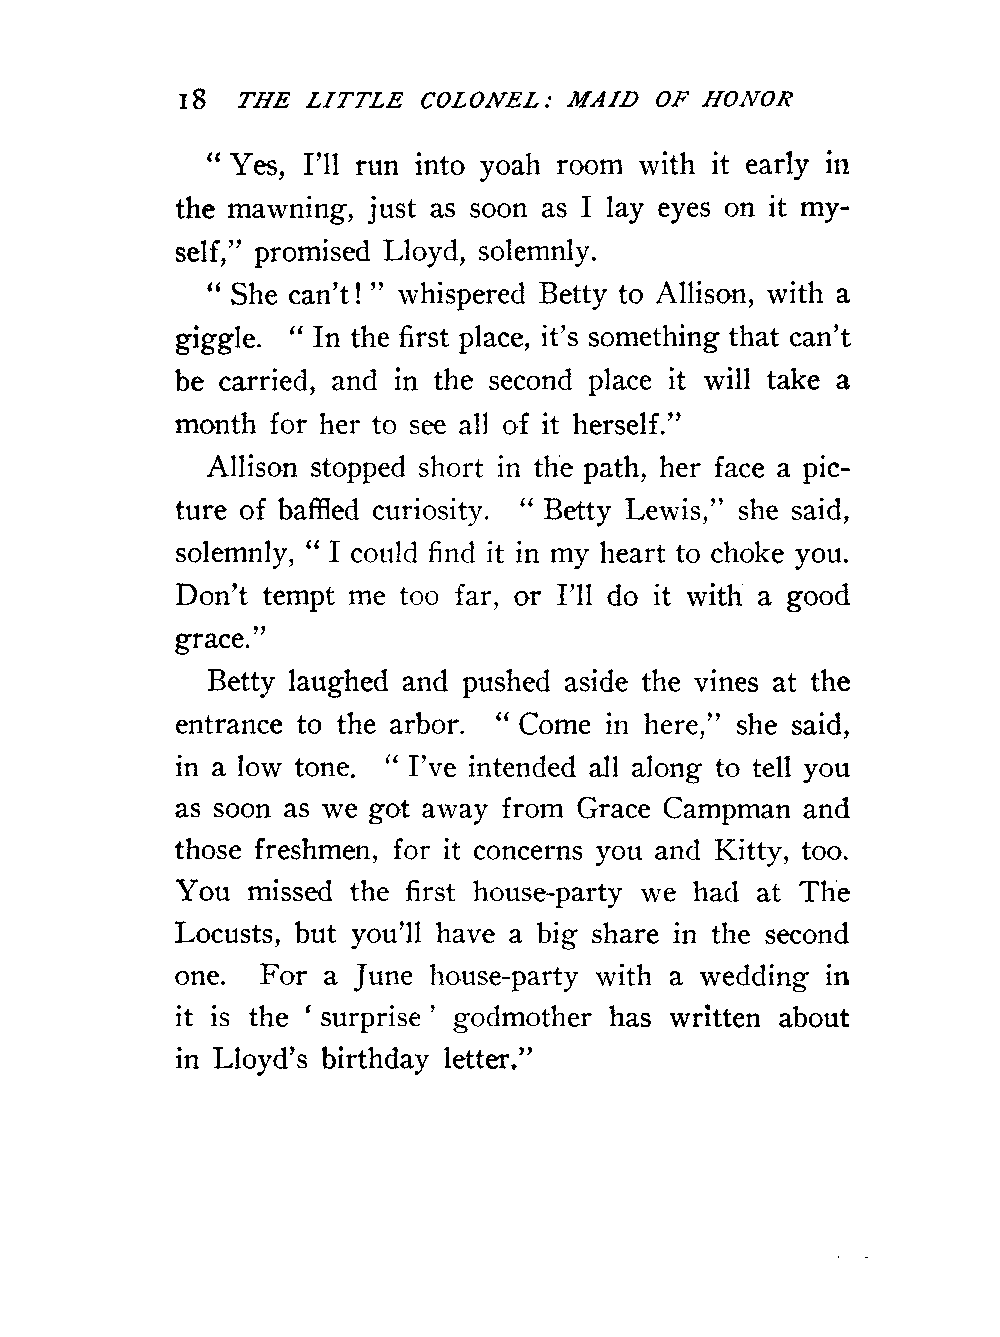 18 THE LITTLE COLONEL: MAID OF HONOR
“ Yes, I’ll run into yoah room with it early in
the mawning, just as soon as I lay eyes on it my-
self,” promised Lloyd, solemnly.
“ She can’t! ” whispered Betty to Allison, with a
giggle. “ In the first place, it’s something that can’t
be carried, and in the second place it will take a
month for her to see all of it herself.”
Allison stopped short in the path, her face a pic-
ture of baffled curiosity. “ Betty Lewis,” she said,
solemnly, “ I could find it in my heart to choke you.
Don’t tempt me too far, or I’ll do it with a good
grace.”
Betty laughed and pushed aside the vines at the
entrance to the arbor. “ Come in here,” she said,
in a low tone. “ I’ve intended all along to tell you
as soon as we got away from Grace Campman and
those freshmen, for it concerns you and Kitty, too.
You missed the first house-party we had at The
Locusts, but you’ll have a big share in the second
one. For a June house-party with a wedding in
it is the ‘ surprise ’ godmother has written about
in Lloyd’s birthday letter.”